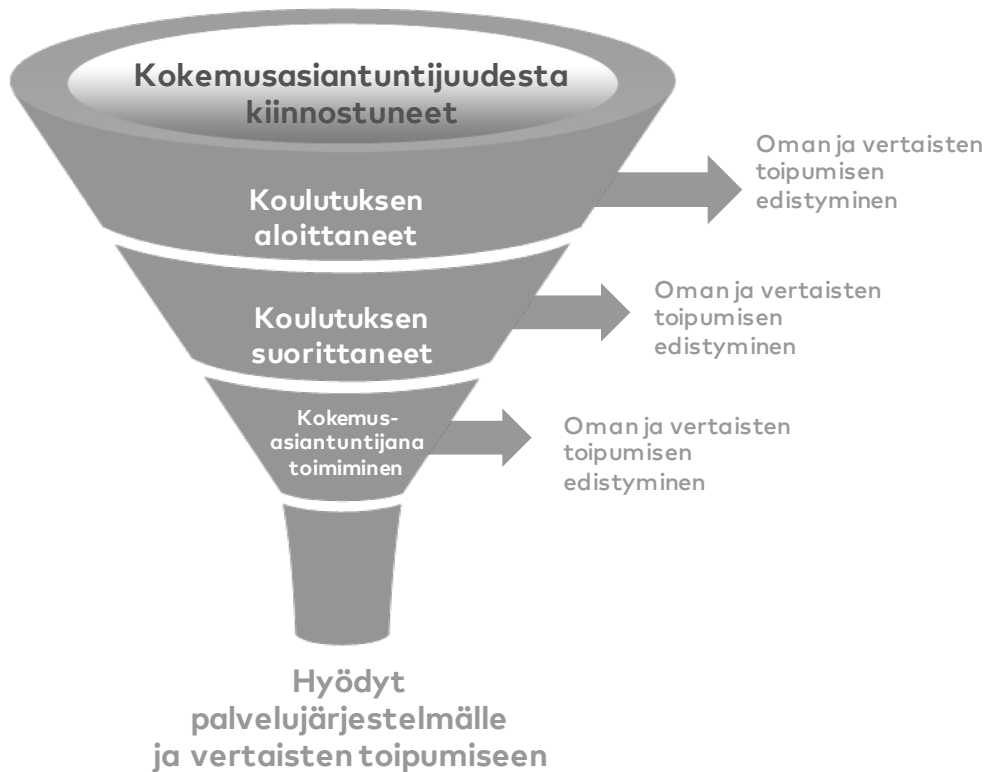 Kokemusasiantuntijuudesta
kiinnostuneet
Koulutuksen
aloittaneet
Oman ja vertaisten
toipumisen
edistyminen
Koulutuksen
suorittaneet
Oman ja vertaisten
toipumisen
edistyminen
Kokemus-
asiantuntijana
toimiminen
Oman ja vertaisten
toipumisen
edistyminen
Hyödyt
palvelujärjestelmälle
ja vertaisten toipumiseen